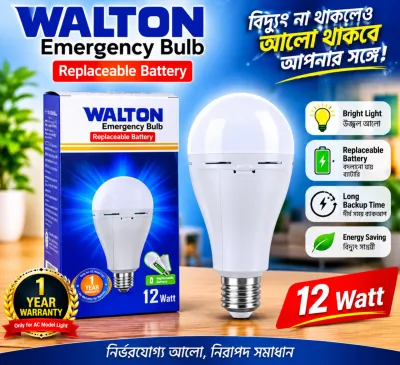 WALTON
Emergency Bulb
Replaceable Battery
বিদ্যুৎ না থাকলেও
আলো থাকবে
আপনার সঙ্গে!
WALTON
Emergency Bulb
Replaceable Battery
12 Watt
Bright Light
উজ্জ্বল আলো
Replaceable
Battery
বদলানো যায়
ব্যাটারি
Long
Backup Time
দীর্ঘ সময় ব্যাকআপ
Energy Saving
বিদ্যুৎ সাশ্রয়ী
1
YEAR
WARRANTY
Only for AC Model Light
YEAR
12 Watt
নির্ভরযোগ্য আলো, নিরাপদ সমাধান